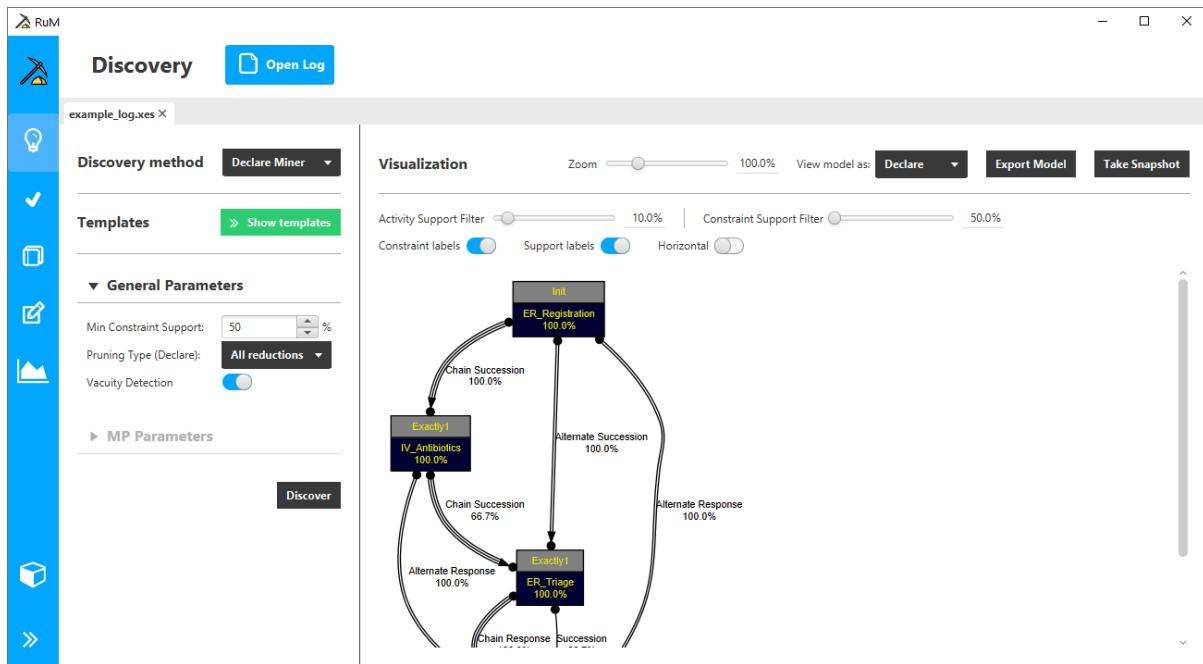 RuM
Discovery
Open Log
example_log.xes
Discovery method
Declare Miner
Templates
Show templates
General Parameters
Min Constraint Support:
50
%
Pruning Type (Declare):
All reductions
Vacuity Detection
MP Parameters
Discover
Visualization
Zoom
100.0%
View model as:
Declare
Export Model
Take Snapshot
Activity Support Filter
10.0%
Constraint Support Filter
50.0%
Constraint labels
Support labels
Horizontal
Init
ER_Registration
100.0%
Chain Succession
100.0%
Exactly1
IV_Antibiotics
100.0%
Alternate Succession
100.0%
Chain Succession
66.7%
Alternate Response
100.0%
Exactly1
ER_Triage
100.0%
Alternate Response
100.0%
Chain Response
Succession